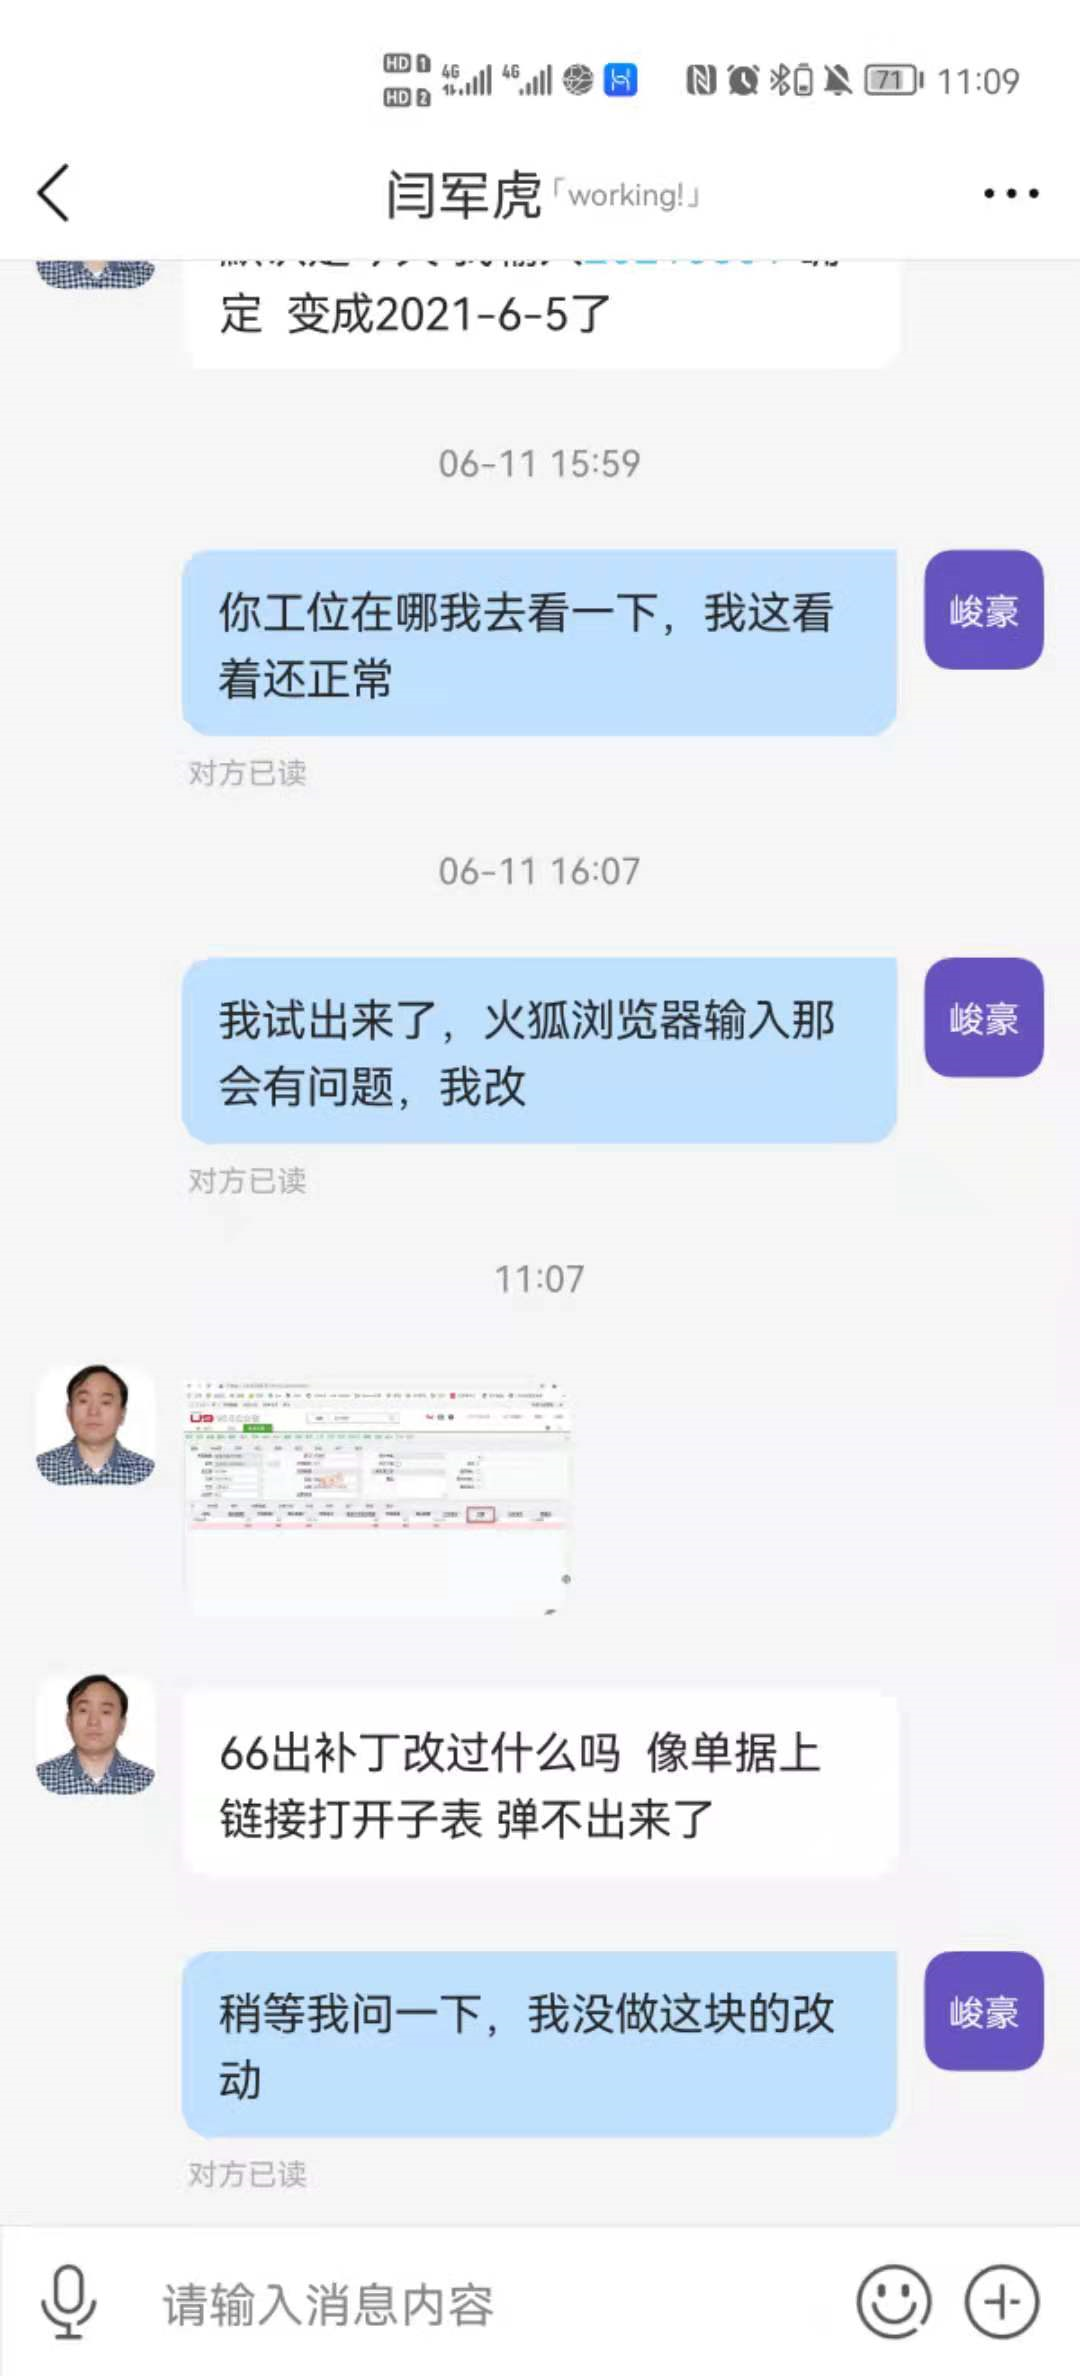 HD 1 4G 4G 71 11:09
HD 2
闫军虎「working!」
定 变成2021-6-5了
06-11 15:59
你工位在哪我去看一下，我这看
着还正常
峻豪
对方已读
06-11 16:07
我试出来了，火狐浏览器输入那
会有问题，我改
峻豪
对方已读
11:07
U9
66出补丁改过什么吗 像单据上
链接打开子表 弹不出来了
稍等我问一下，我没做这块的改
动
峻豪
对方已读
请输入消息内容